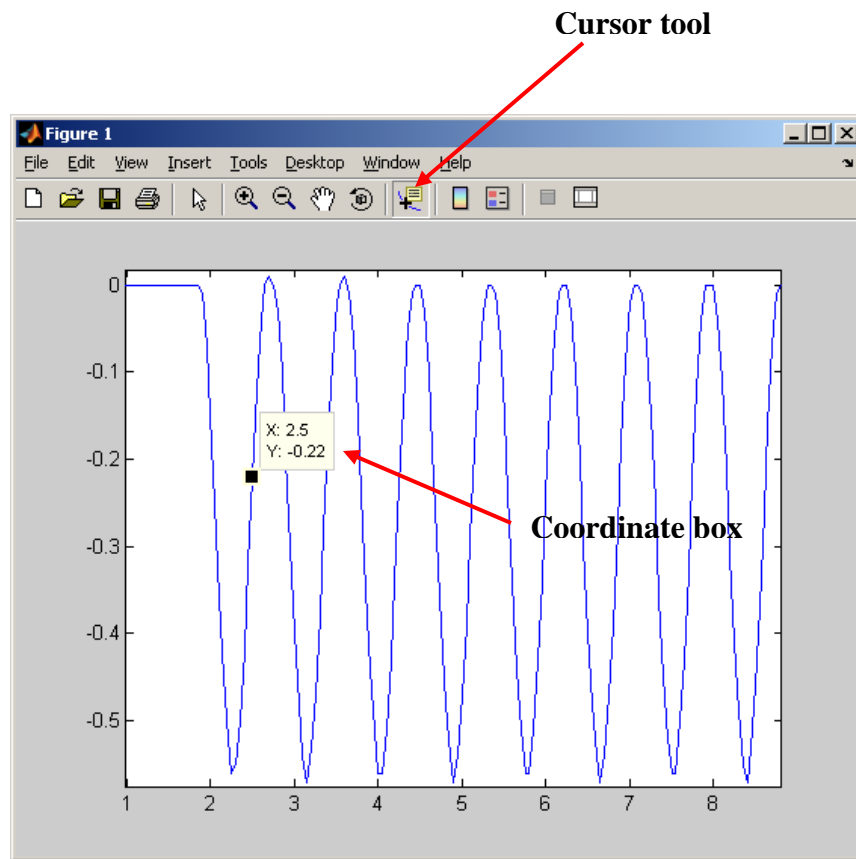 Cursor tool
Figure 1
File Edit View Insert Tools Desktop Window Help
0
-0.1
-0.2
-0.3
-0.4
-0.5
X: 2.5
Y: -0.22
Coordinate box
1 2 3 4 5 6 7 8